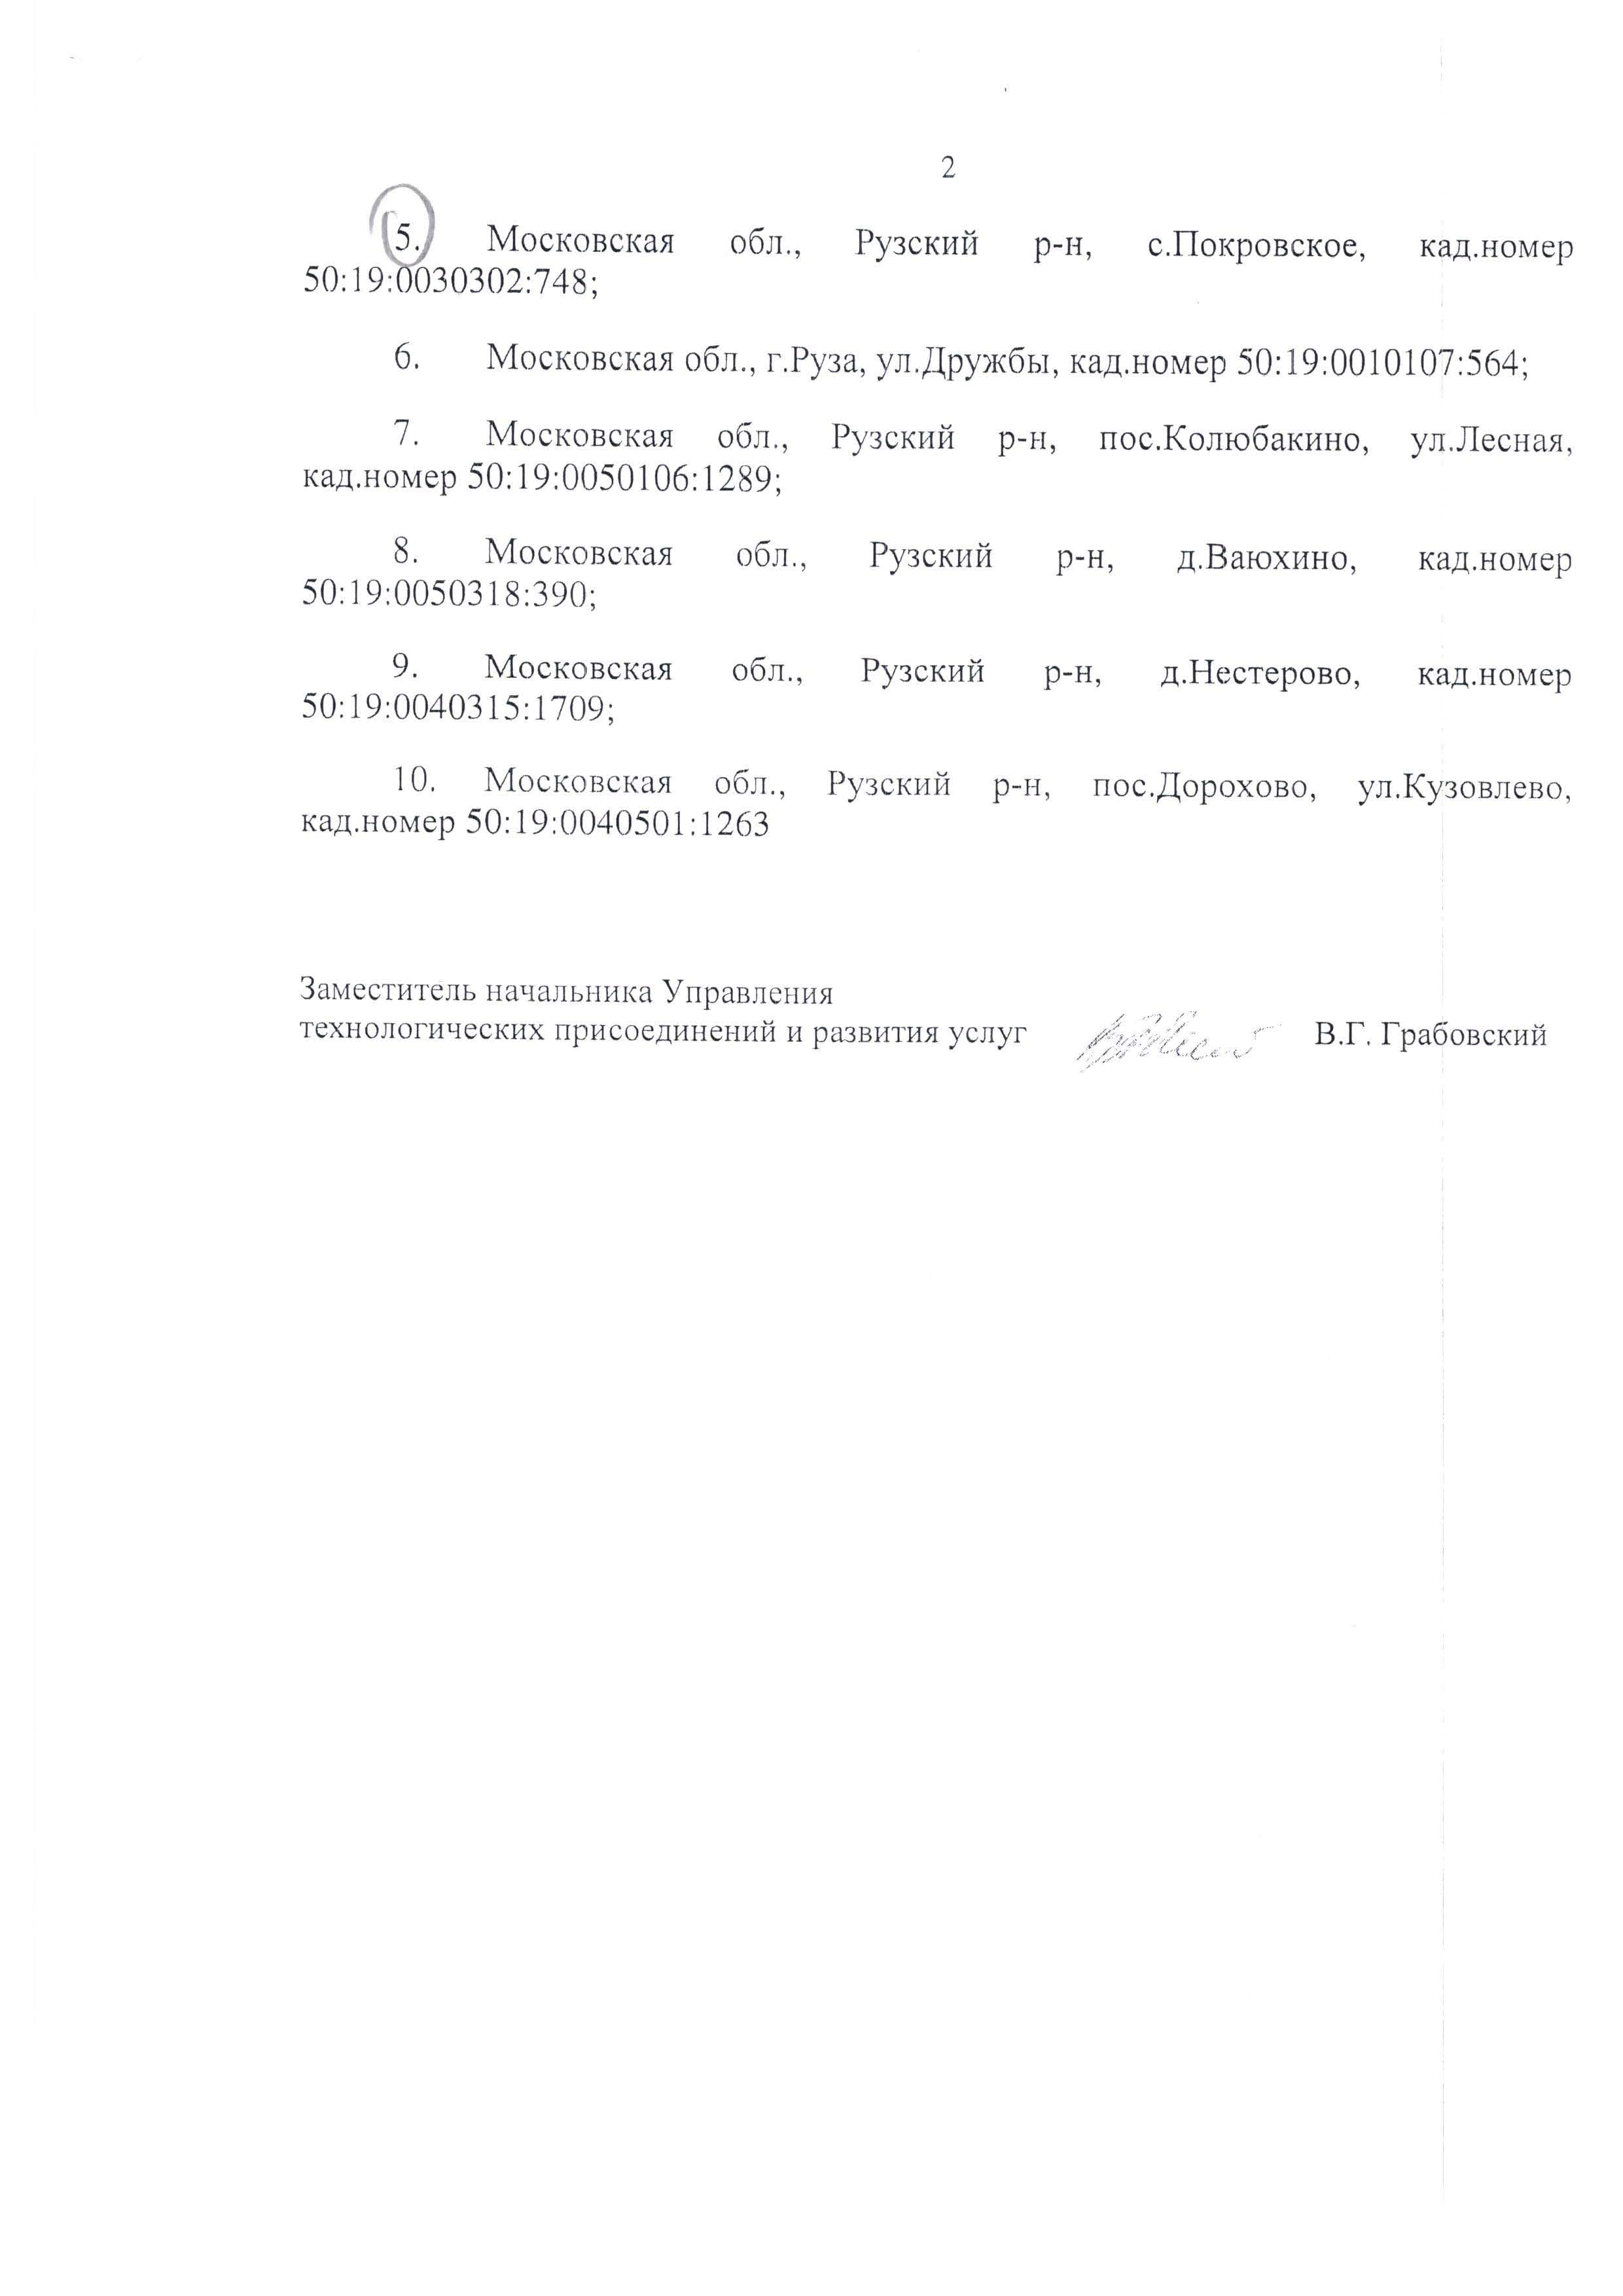 2
5. Московская обл., Рузский р-н, с.Покровское, кад.номер
50:19:0030302:748;
6. Московская обл., г.Руза, ул.Дружбы, кад.номер 50:19:0010107:564;
7. Московская обл., Рузский р-н, пос.Колюбакино, ул.Лесная,
кад.номер 50:19:0050106:1289;
8. Московская обл., Рузский р-н, д.Ваюхино, кад.номер
50:19:0050318:390;
9. Московская обл., Рузский р-н, д.Нестерово, кад.номер
50:19:0040315:1709;
10. Московская обл., Рузский р-н, пос.Дорохово, ул.Кузовлево,
кад.номер 50:19:0040501:1263
Заместитель начальника Управления
технологических присоединений и развития услуг В.Г. Грабовский